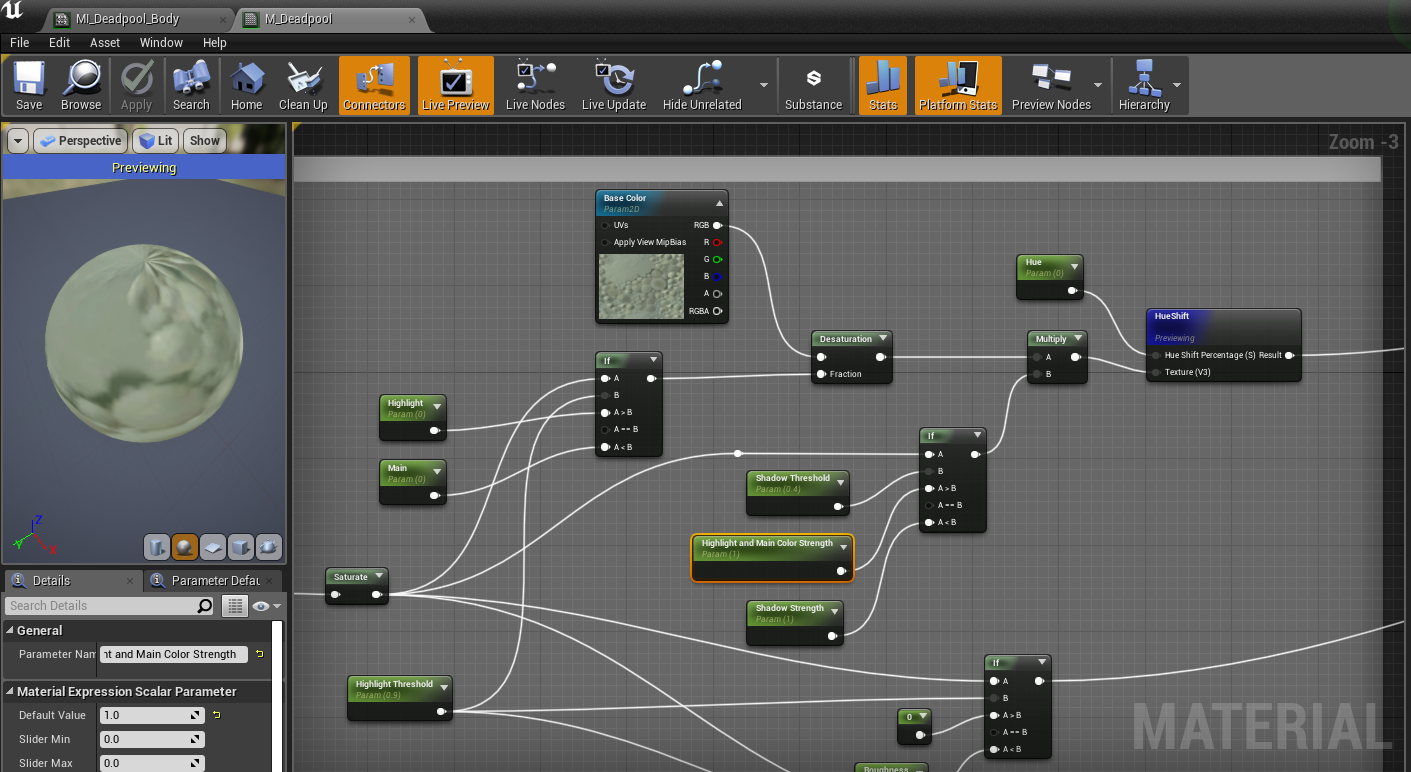 MI_Deadpool_Body
M_Deadpool
File Edit Asset Window Help
Save Browse Apply Search Home Clean Up Connectors Live Preview Live Nodes Live Update Hide Unrelated Substance Stats Platform Stats Preview Nodes Hierarchy
Perspective Lit Show
Previewing
Zoom -3
Base Color
Param2D
UVs RGB
Apply View MipBias R
G
B
A
RGBA
Hue
Param (0)
HueShift
Previewing
Hue Shift Percentage (S) Result
Texture (V3)
Desaturation
Fraction
Multiply
A
B
If
A
B
A > B
A == B
A < B
Highlight
Param (0)
Main
Param (0)
If
A
B
A > B
A == B
A < B
Shadow Threshold
Param (0.4)
Highlight and Main Color Strength
Param (1)
Shadow Strength
Param (1)
Saturate
Highlight Threshold
Param (0.9)
If
A
B
A > B
A == B
A < B
0
Roughness
MATERIAL
Z
Y
X
Details
Parameter Defau
Search Details
General
Parameter Nam
nt and Main Color Strength
Material Expression Scalar Parameter
Default Value 1.0
Slider Min 0.0
Slider Max 0.0